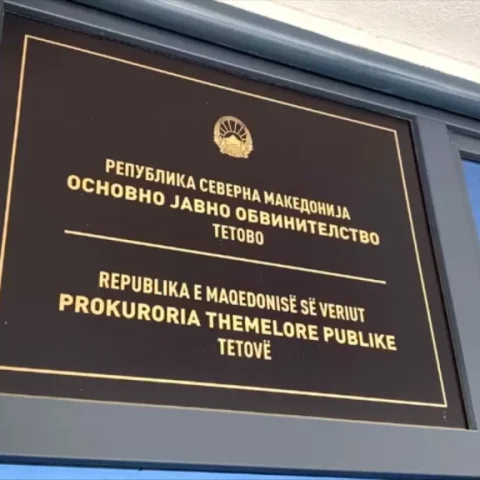 РЕПУБЛИКА СЕВЕРНА МАКЕДОНИЈА
ОСНОВНО ЈАВНО ОБВИНИТЕЛСТВО
ТЕТОВО
REPUBLIKA E MAQEDONISË SË VERIUT
PROKURORIA THEMELORE PUBLIKE
TETOVË